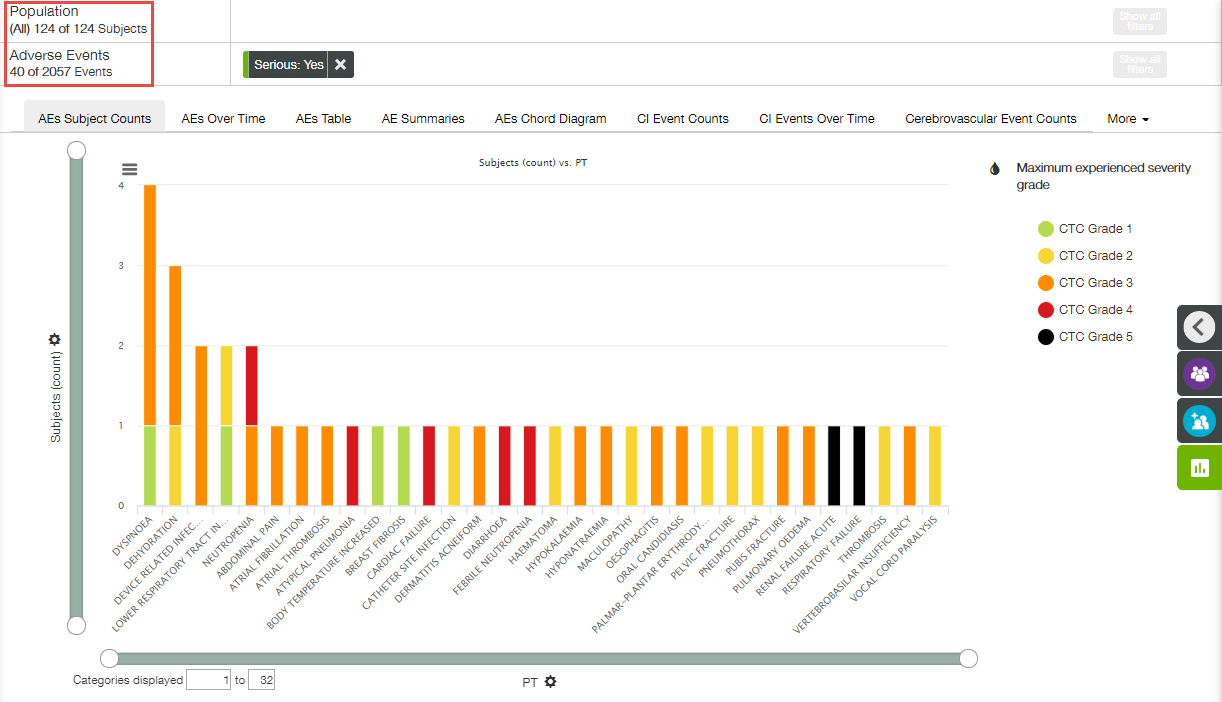 Population
(All) 124 of 124 Subjects
Show all
filters
Adverse Events
40 of 2057 Events
Serious: Yes
Show all
filters
AEs Subject Counts
AEs Over Time
AEs Table
AE Summaries
AEs Chord Diagram
CI Event Counts
CI Events Over Time
Cerebrovascular Event Counts
More
Subjects (count) vs. PT
Maximum experienced severity
grade
CTC Grade 1
CTC Grade 2
CTC Grade 3
CTC Grade 4
CTC Grade 5
Subjects (count)
4
3
2
1
0
DYSPNOEA
DEHYDRATION
DEVICE RELATED INFEC...
LOWER RESPIRATORY TRACT IN...
NEUTROPENIA
ABDOMINAL PAIN
ATRIAL FIBRILLATION
ATRIAL THROMBOSIS
ATYPICAL PNEUMONIA
BODY TEMPERATURE INCREASED
BREAST FIBROSIS
CARDIAC FAILURE
CATHETER SITE INFECTION
DERMATITIS ACNEIFORM
DIARRHOEA
FEBRILE NEUTROPENIA
HAEMATOMA
HYPOKALAEMIA
HYPONATRAEMIA
MACULOPATHY
OESOPHAGITIS
ORAL CANDIDIASIS
PALMAR-PLANTAR ERYTHRODY...
PELVIC FRACTURE
PNEUMOTHORAX
PUBIS FRACTURE
PULMONARY OEDEMA
RENAL FAILURE ACUTE
RESPIRATORY FAILURE
THROMBOSIS
VERTEBROBASILAR INSUFFICIENCY
VOCAL CORD PARALYSIS
Categories displayed 1 to 32
PT